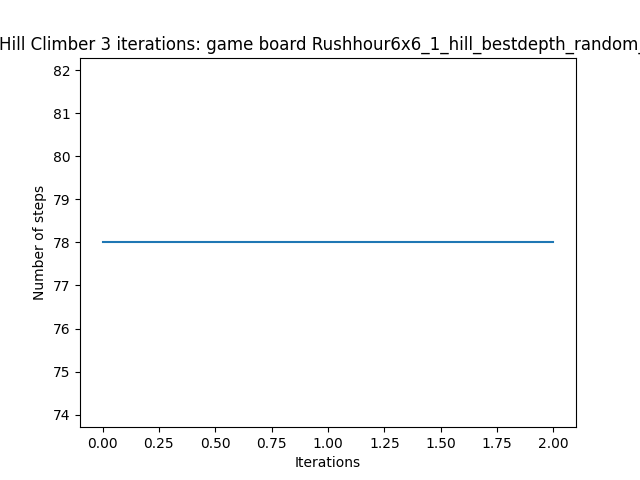 Hill Climber 3 iterations: game board Rushhour6x6_1_hill_bestdepth_random_
82
81
80
79
78
77
76
75
74
Number of steps
0.00 0.25 0.50 0.75 1.00 1.25 1.50 1.75 2.00
Iterations